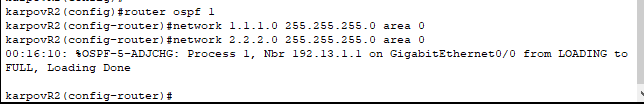 karpovR2(config)#router ospf 1
karpovR2(config-router)#network 1.1.1.0 255.255.255.0 area 0
karpovR2(config-router)#network 2.2.2.0 255.255.255.0 area 0
00:16:10: %OSPF-5-ADJCHG: Process 1, Nbr 192.13.1.1 on GigabitEthernet0/0 from LOADING to
FULL, Loading Done
karpovR2(config-router)#